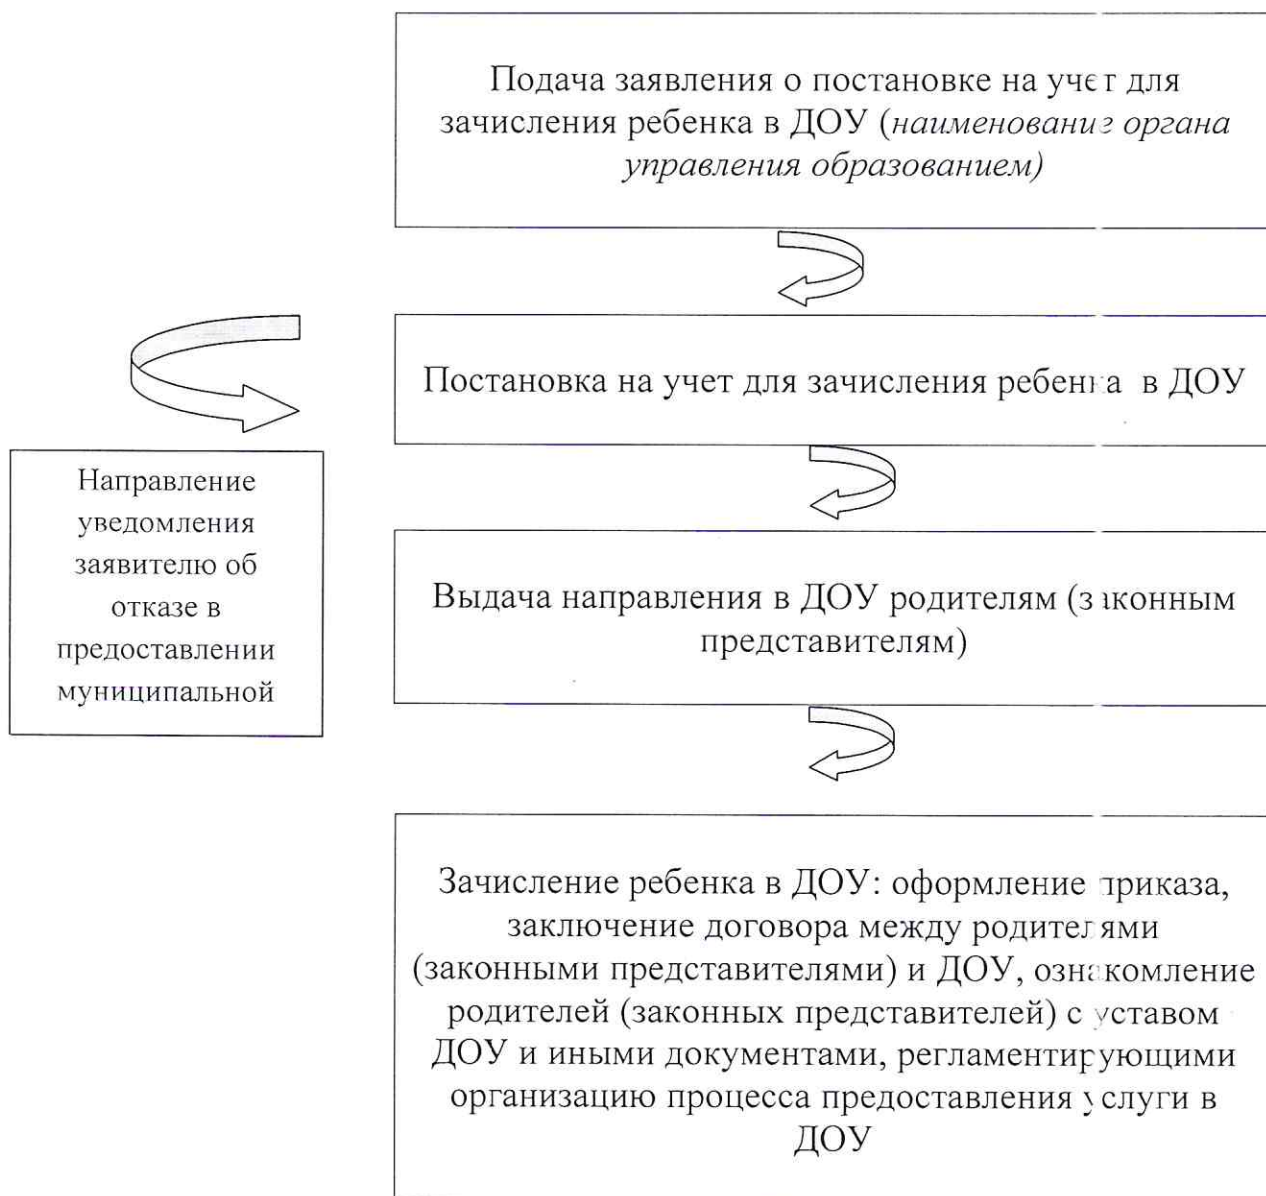 Подача заявления о постановке на учет для
зачисления ребенка в ДОУ (наименование органа
управления образованием)
Постановка на учет для зачисления ребенка в ДОУ
Направление
уведомления
заявителю об
отказе в
предоставлении
муниципальной
Выдача направления в ДОУ родителям (законным
представителям)
Зачисление ребенка в ДОУ: оформление приказа,
заключение договора между родителями
(законными представителями) и ДОУ, ознакомление
родителей (законных представителей) с уставом
ДОУ и иными документами, регламентирующими
организацию процесса предоставления услуги в
ДОУ